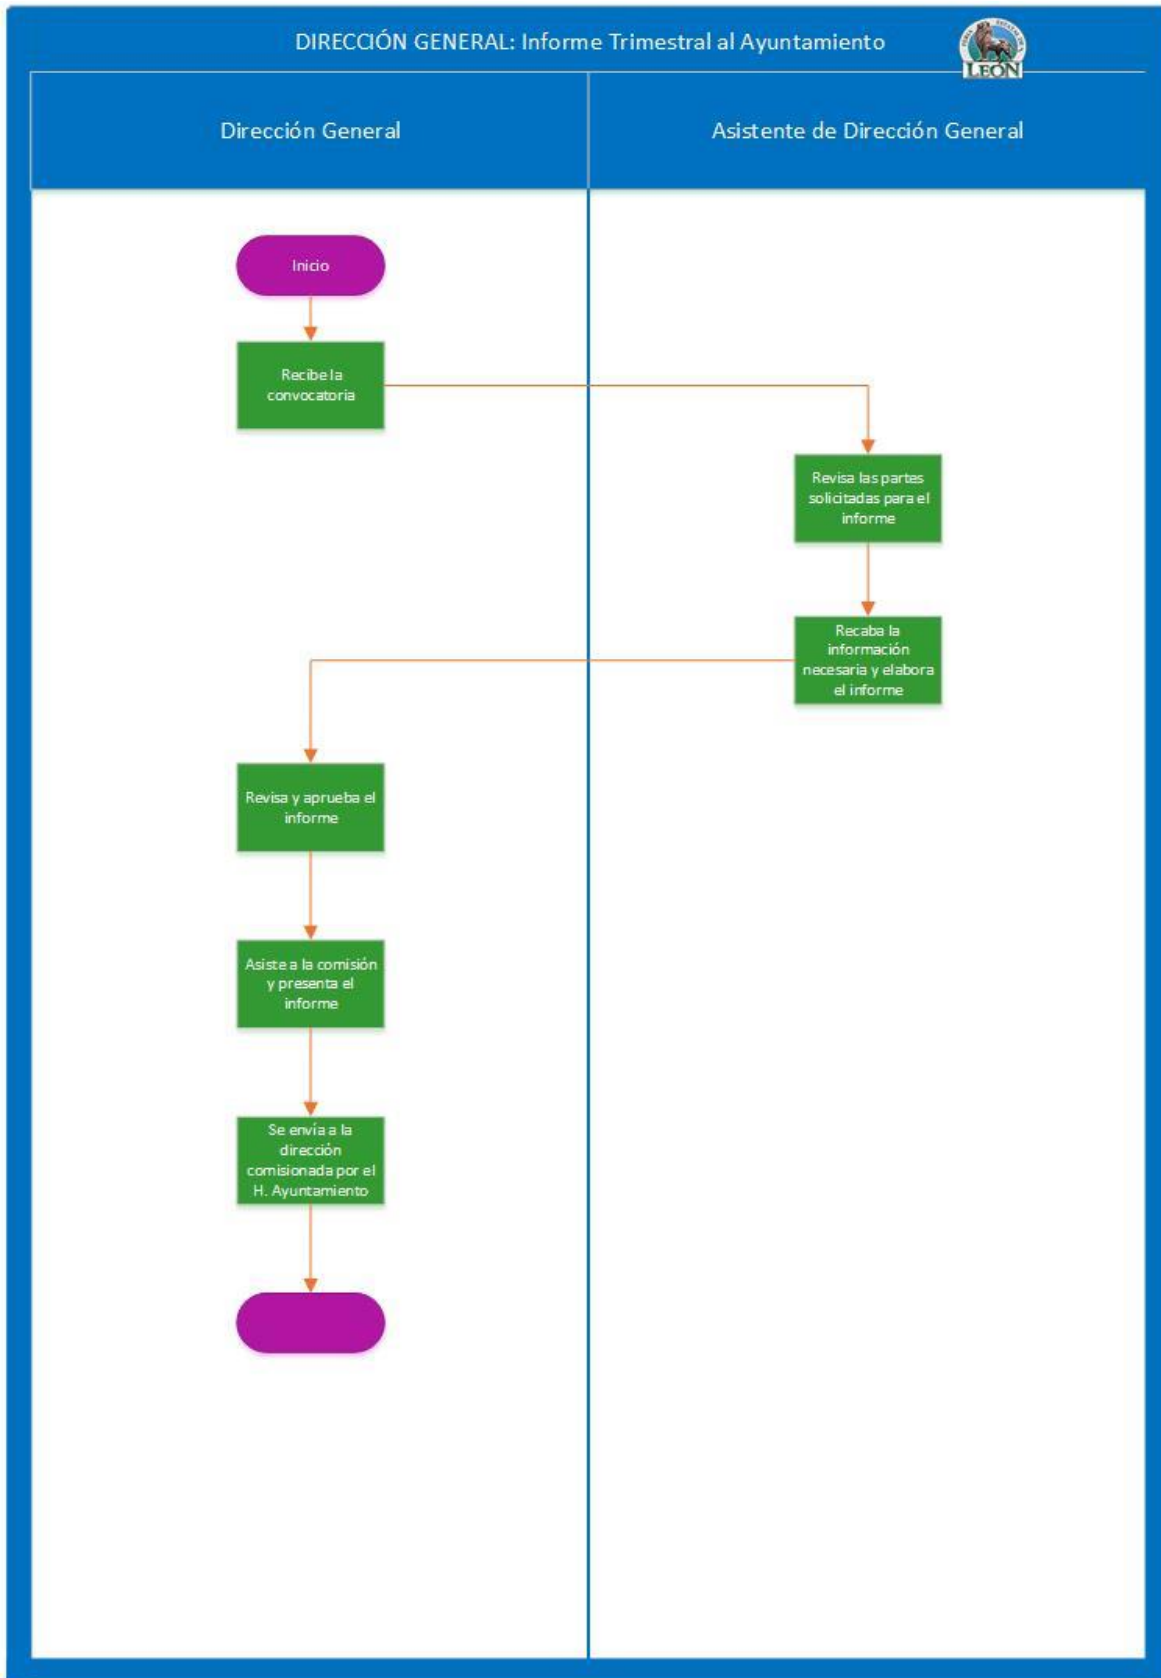 DIRECCIÓN GENERAL: Informe Trimestral al Ayuntamiento
LEON
Dirección General
Asistente de Dirección General
Inicio
Recibe la
convocatoria
Revisa las partes
solicitadas para el
informe
Recaba la
información
necesaria y elabora
el informe
Revisa y aprueba el
informe
Asiste a la comisión
y presenta el
informe
Se envía a la
dirección
comisionada por el
H. Ayuntamiento